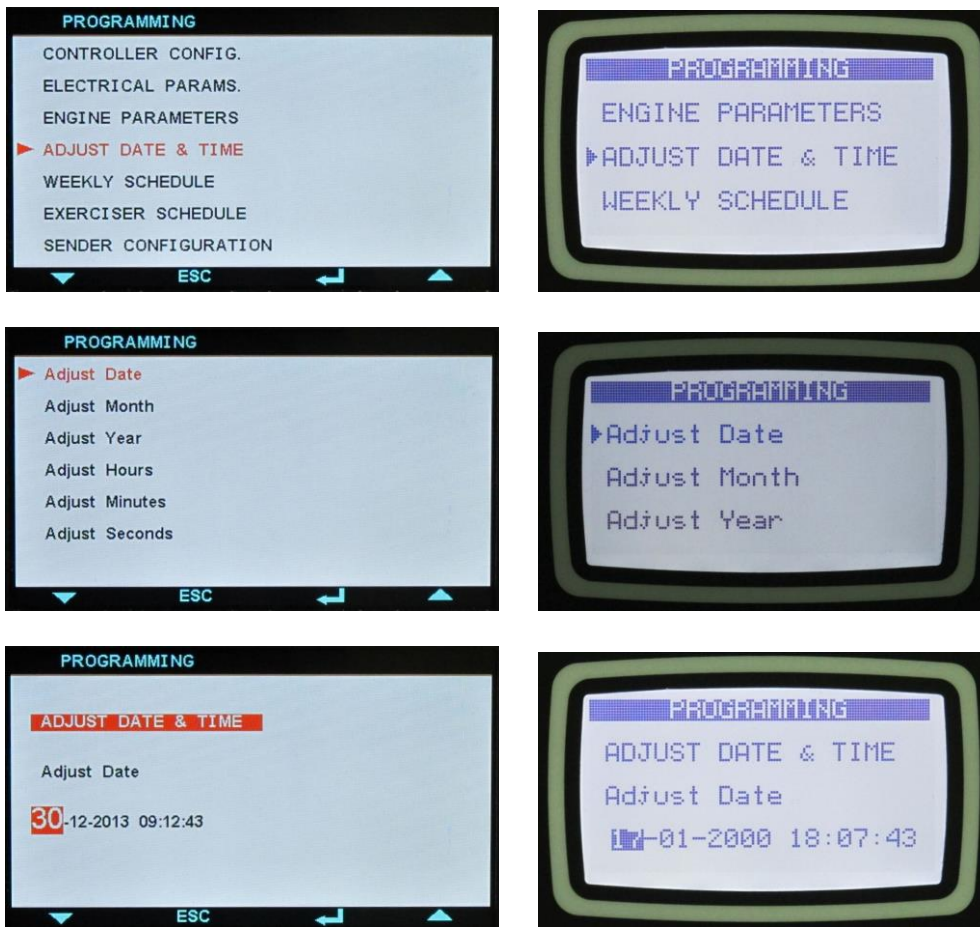 PROGRAMMING
CONTROLLER CONFIG.
ELECTRICAL PARAMS.
ENGINE PARAMETERS
ADJUST DATE & TIME
WEEKLY SCHEDULE
EXERCISER SCHEDULE
SENDER CONFIGURATION
ESC
PROGRAMMING
ENGINE PARAMETERS
ADJUST DATE & TIME
WEEKLY SCHEDULE
PROGRAMMING
Adjust Date
Adjust Month
Adjust Year
Adjust Hours
Adjust Minutes
Adjust Seconds
ESC
PROGRAMMING
Adjust Date
Adjust Month
Adjust Year
PROGRAMMING
ADJUST DATE & TIME
Adjust Date
30-12-2013 09:12:43
ESC
PROGRAMMING
ADJUST DATE & TIME
Adjust Date
17-01-2000 18:07:43